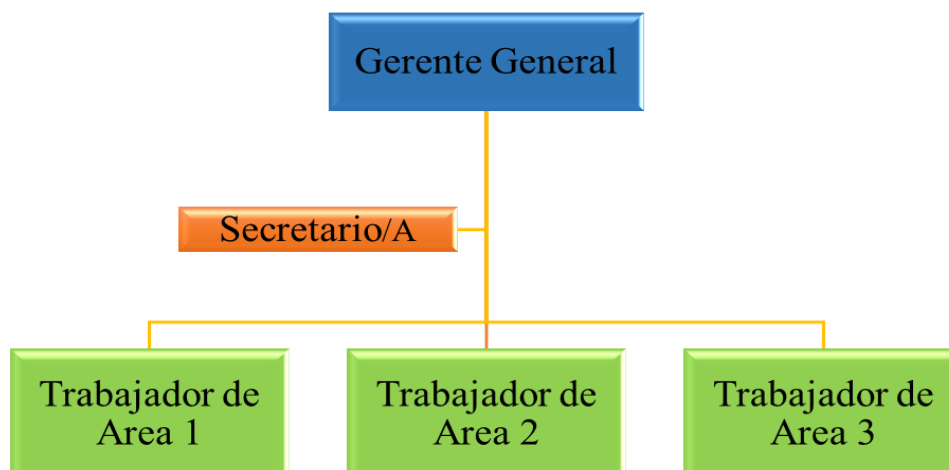 Gerente General
Secretario/A
Trabajador de
Area 1
Trabajador de
Area 2
Trabajador de
Area 3